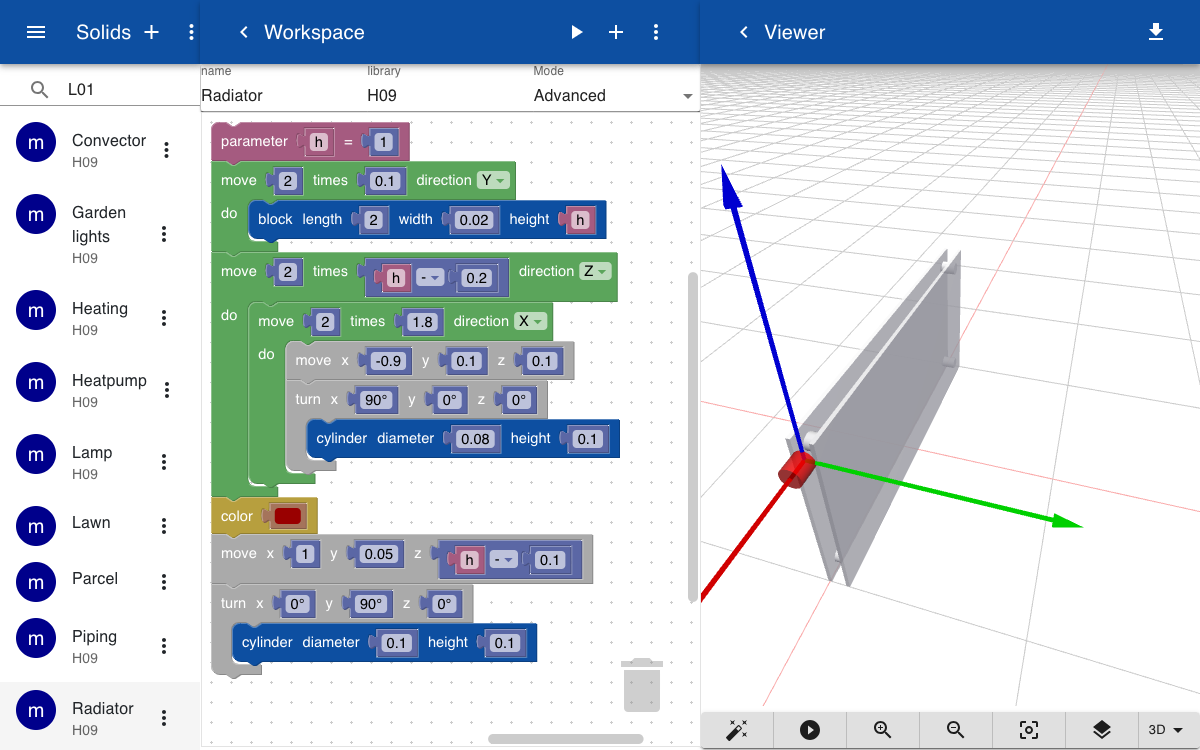 Solids
Workspace
Viewer
L01
Convector
H09
Garden
lights
H09
Heating
H09
Heatpump
H09
Lamp
H09
Lawn
Parcel
Piping
H09
Radiator
H09
name library Mode
Radiator H09 Advanced
parameter h = 1
move 2 times 0.1 direction Y
do block length 2 width 0.02 height h
move 2 times h - 0.2 direction Z
do move 2 times 1.8 direction X
do move x -0.9 y 0.1 z 0.1
turn x 90° y 0° z 0°
cylinder diameter 0.08 height 0.1
color
move x 1 y 0.05 z h - 0.1
turn x 0° y 90° z 0°
cylinder diameter 0.1 height 0.1
3D